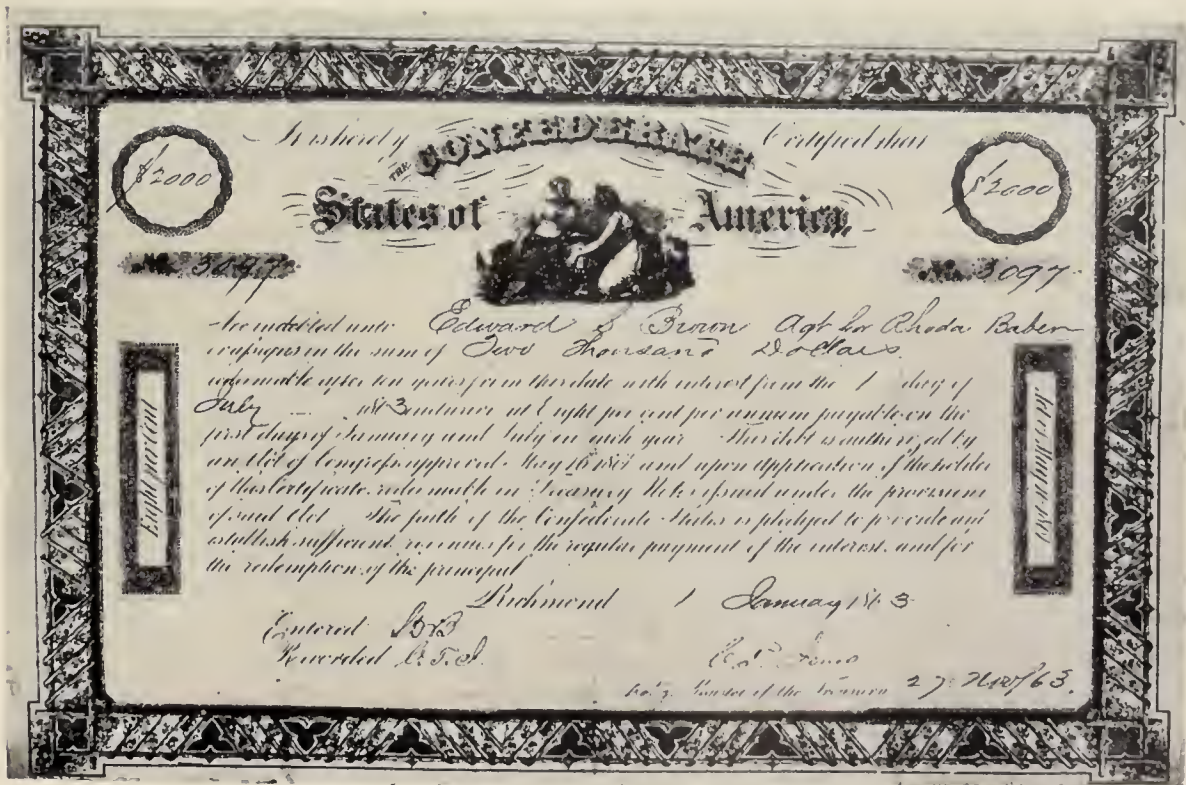 It is hereby Certified that
THE CONFEDERATE
States of America,
$2000
$2000
No. 3097
No. 3097
Are indebted unto Edward S Brown Agt for Rhoda Baber
or assigns in the sum of Two Thousand Dollars
redeemable after ten years from this date with interest from the 1 day of
July 1863 inclusive at Eight per cent per annum payable on the
first days of January and July in each year This debt is authorized by
an Act of Congress approved May 16 1861 and upon application of the holder
of this Certificate, redeemable in Treasury Notes issued under the provisions
of said Act The faith of the Confederate States is pledged to provide and
establish sufficient revenues for the regular payment of the interest, and for
the redemption of the principal
Eight per cent
Act 16. May 1861
Richmond 1 January 1863
Entered
Recorded
Register of the Treasury 27 Nov/63.